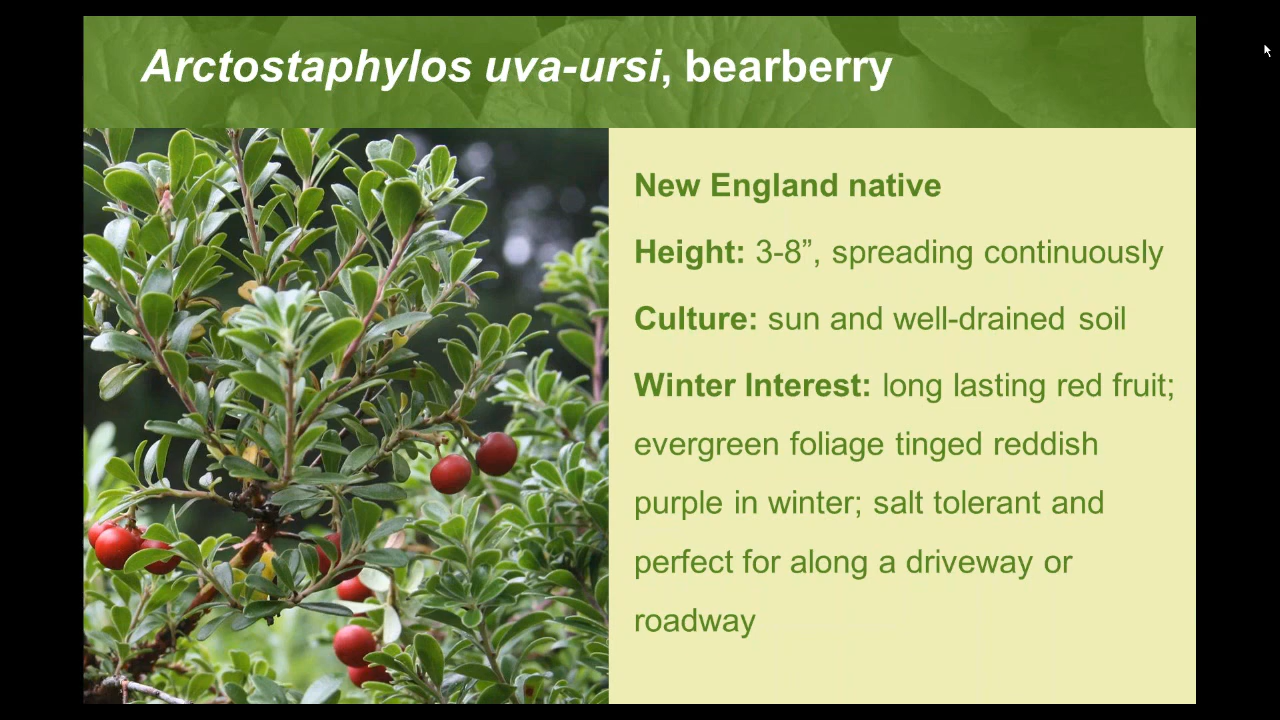 Arctostaphylos uva-ursi, bearberry
New England native
Height: 3-8”, spreading continuously
Culture: sun and well-drained soil
Winter Interest: long lasting red fruit;
evergreen foliage tinged reddish
purple in winter; salt tolerant and
perfect for along a driveway or
roadway